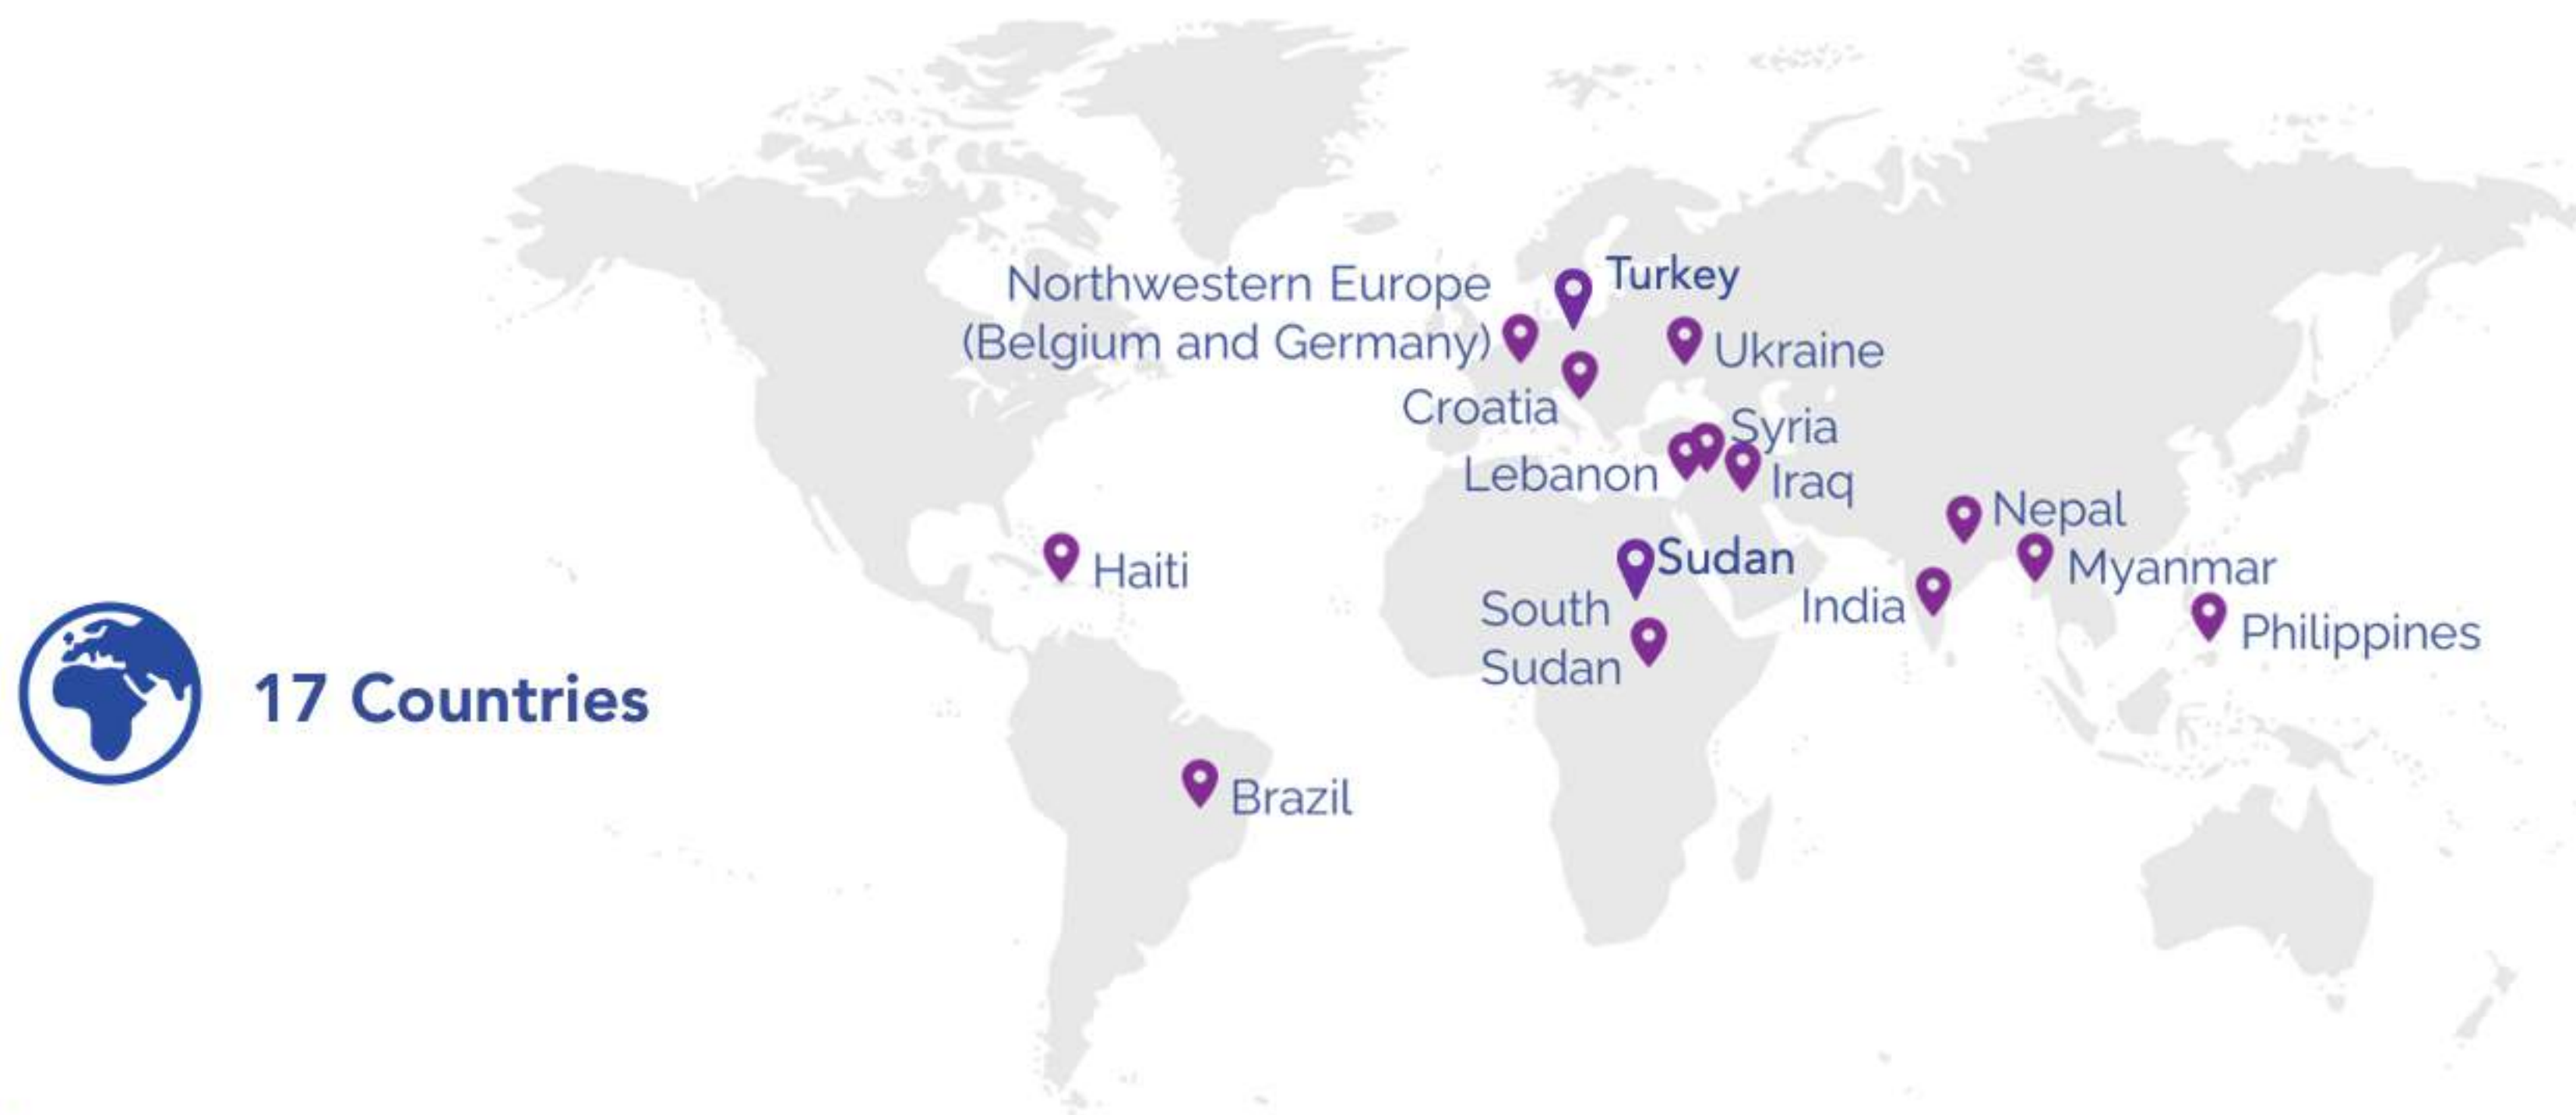 Northwestern Europe
(Belgium and Germany)
Turkey
Ukraine
Croatia
Syria
Lebanon
Iraq
Nepal
Haiti
Sudan
Myanmar
South
Sudan
India
Philippines
17 Countries
Brazil